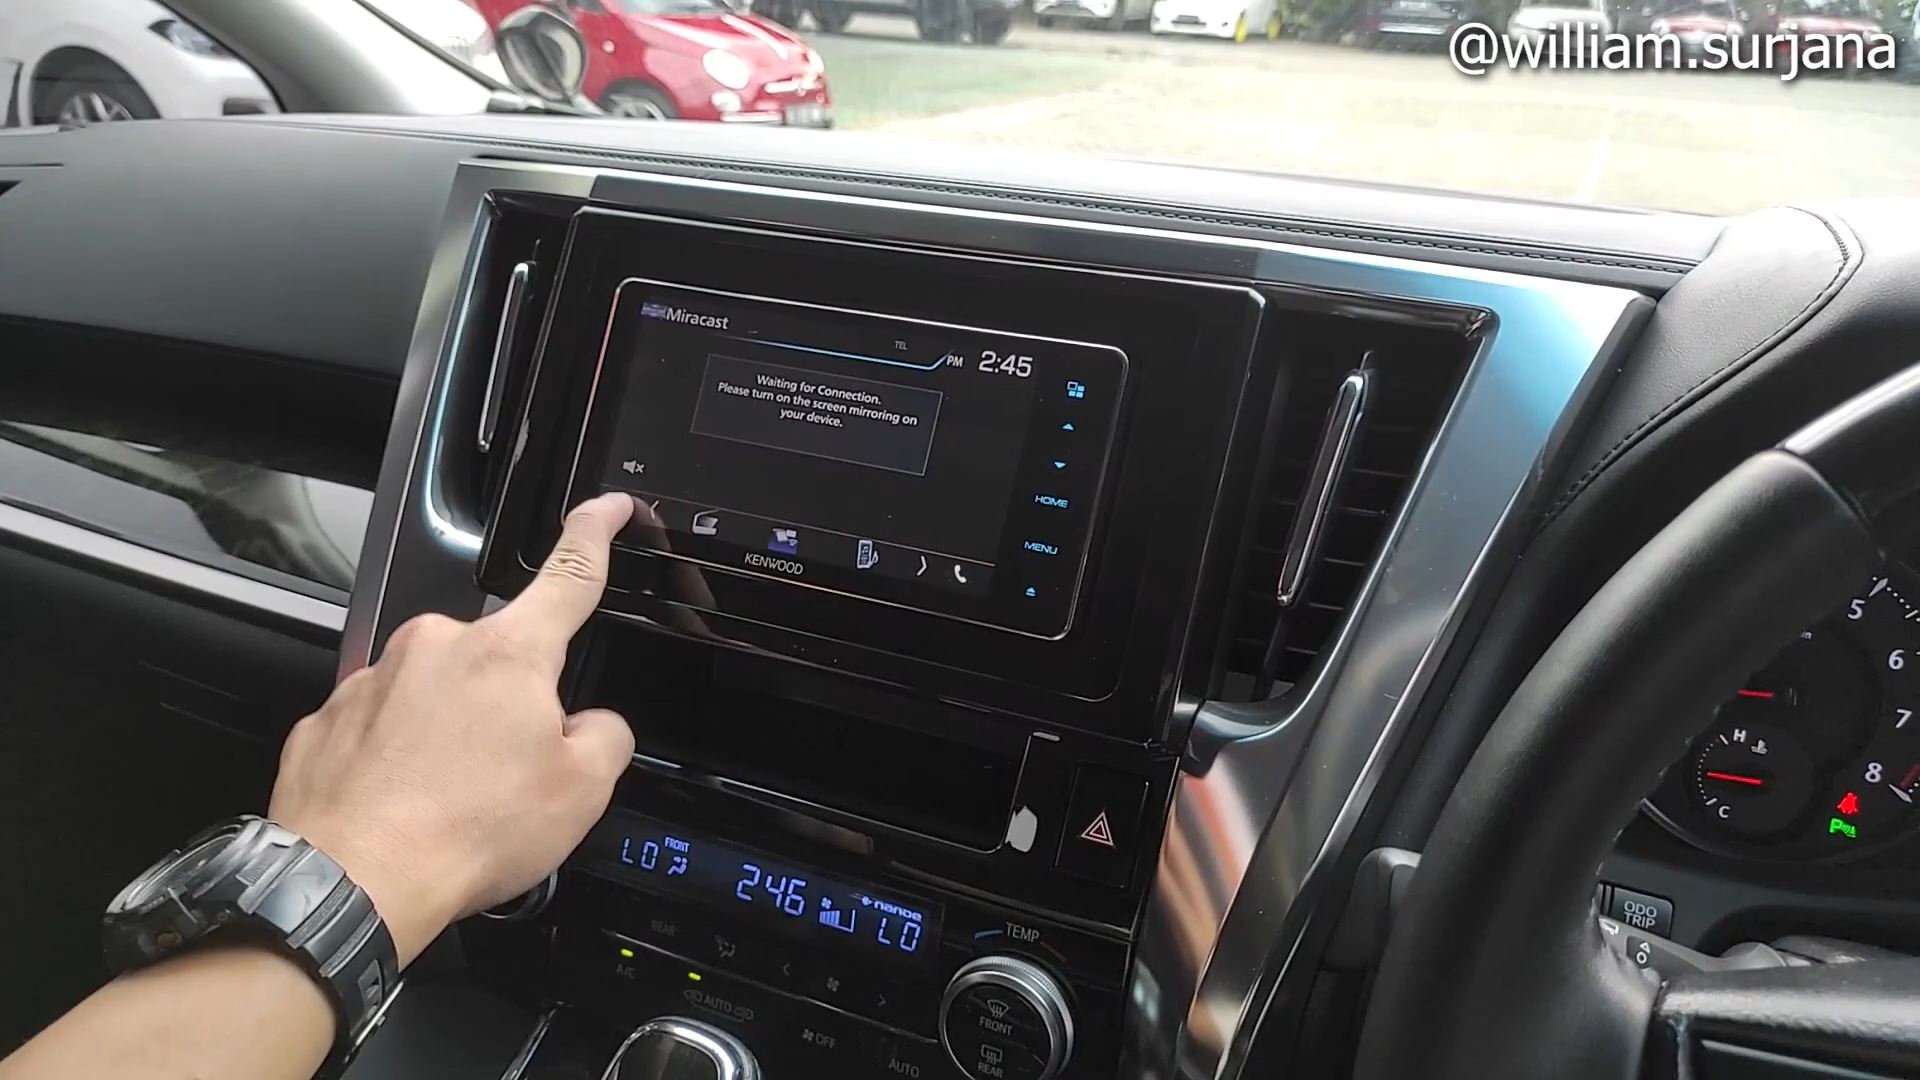 @william.surjana
Miracast
TEL
PM 2:45
Waiting for Connection.
Please turn on the screen mirroring on
your device.
HOME
MENU
KENWOOD
5
6
7
8
H
C
LO
FRONT
246
nanoe
LO
REAR
A/C
AUTO
OFF
AUTO
TEMP
FRONT
REAR
ODO
TRIP